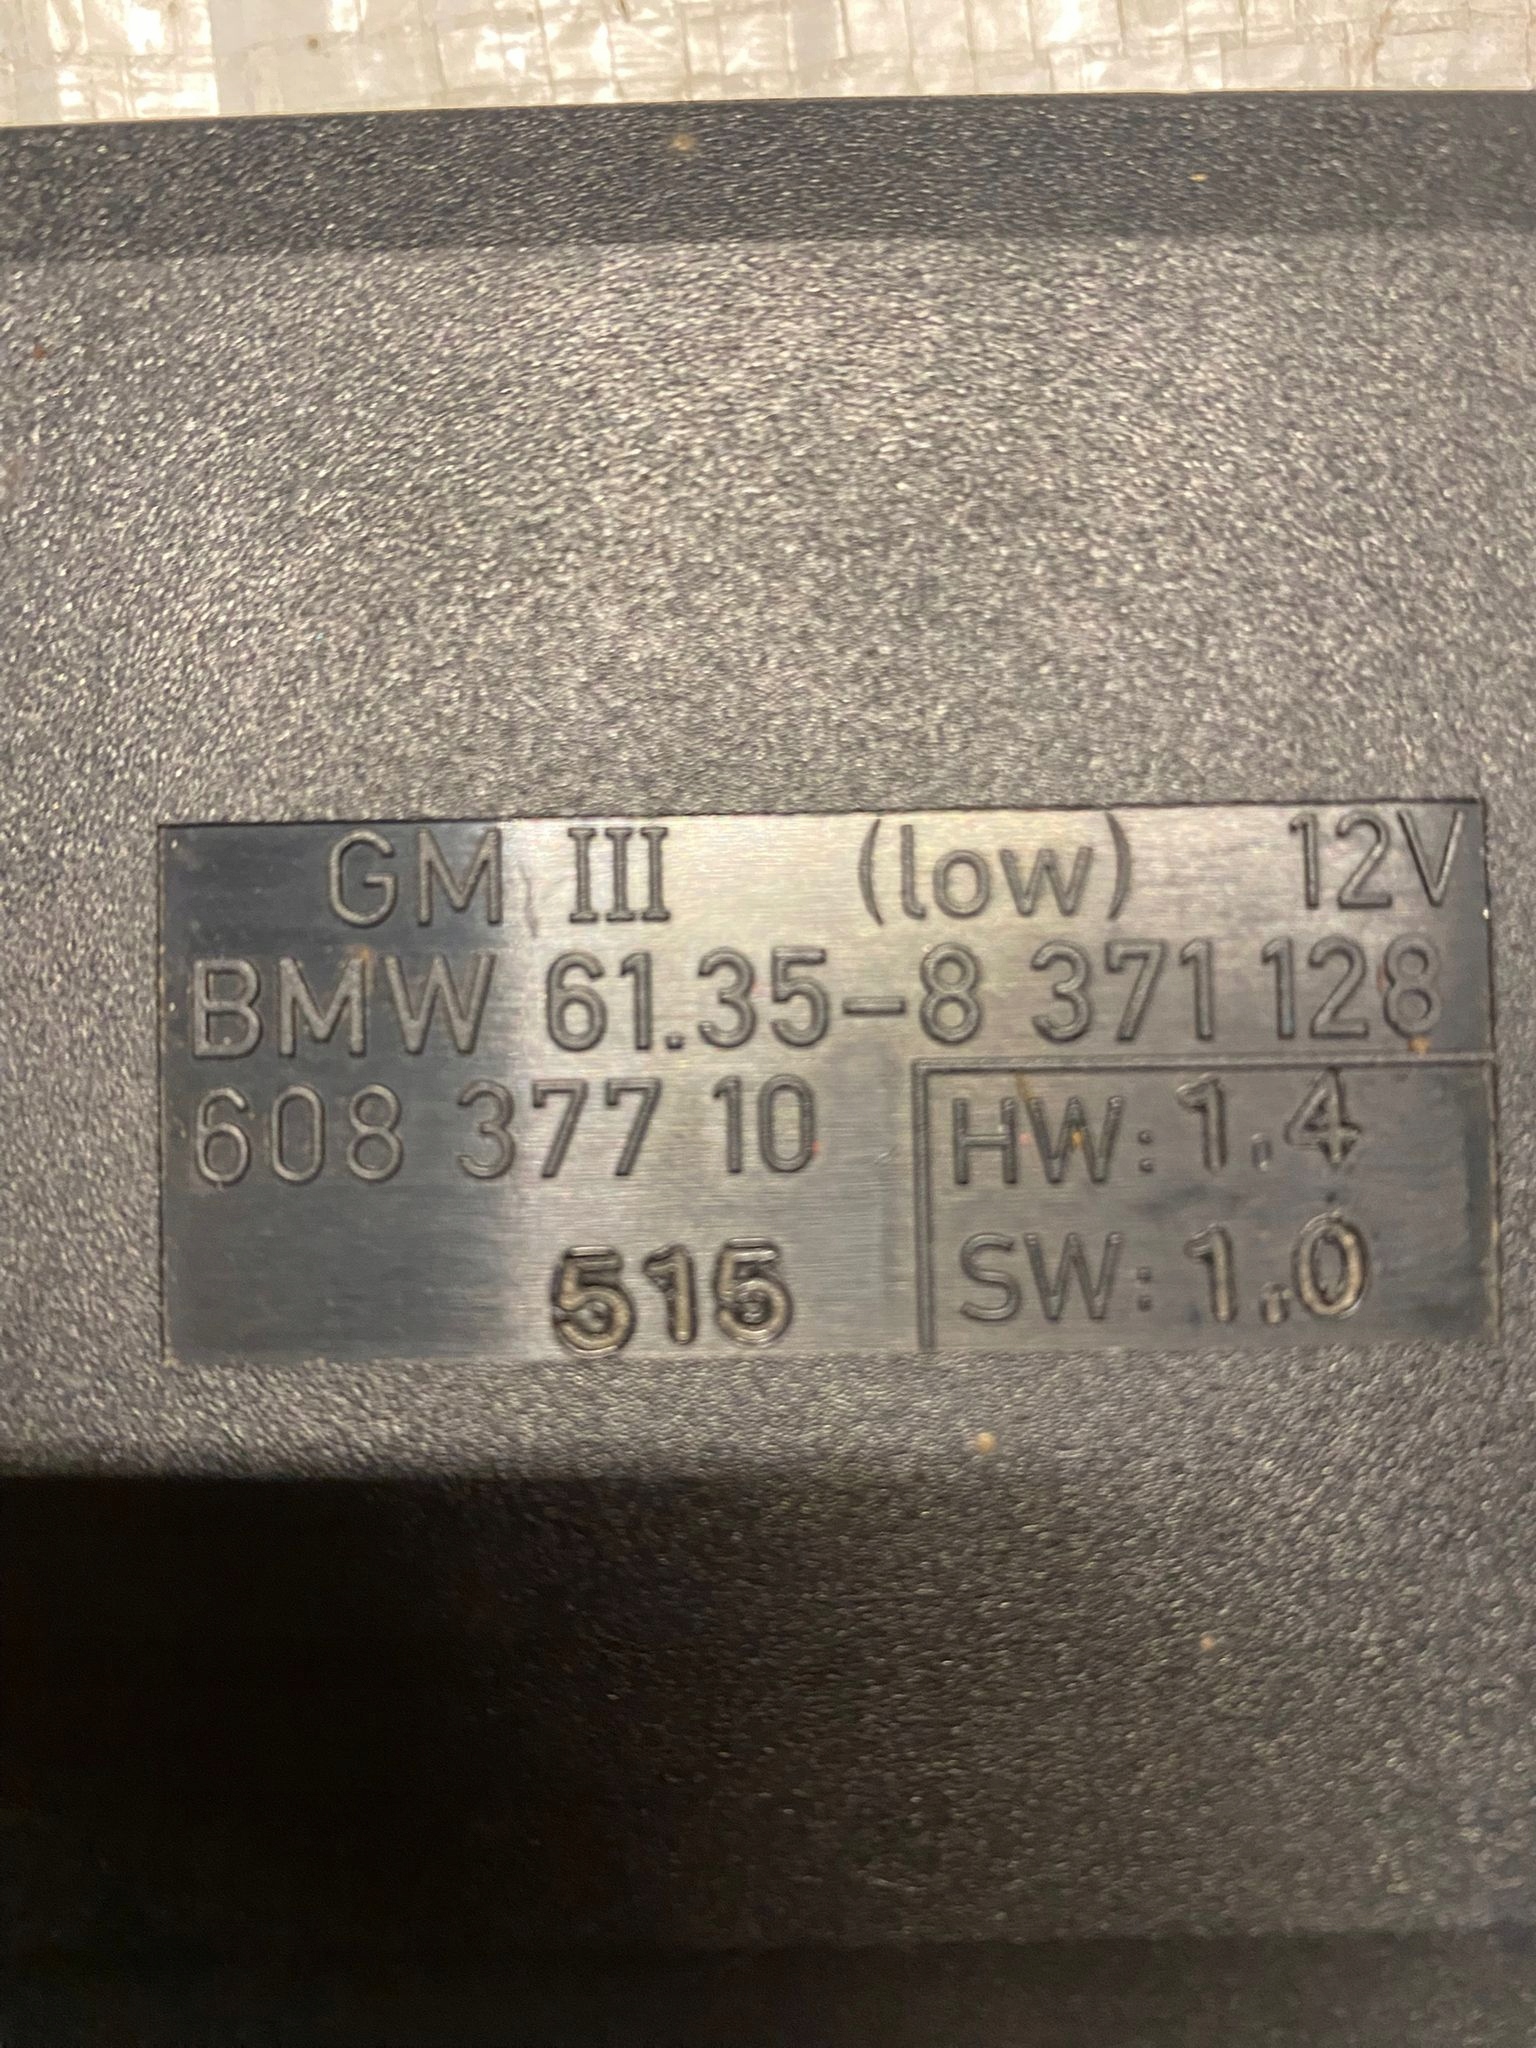 GM III (low) 12V
BMW 61.35-8 371 128
608 377 10
HW: 1.4
515
SW: 1.0